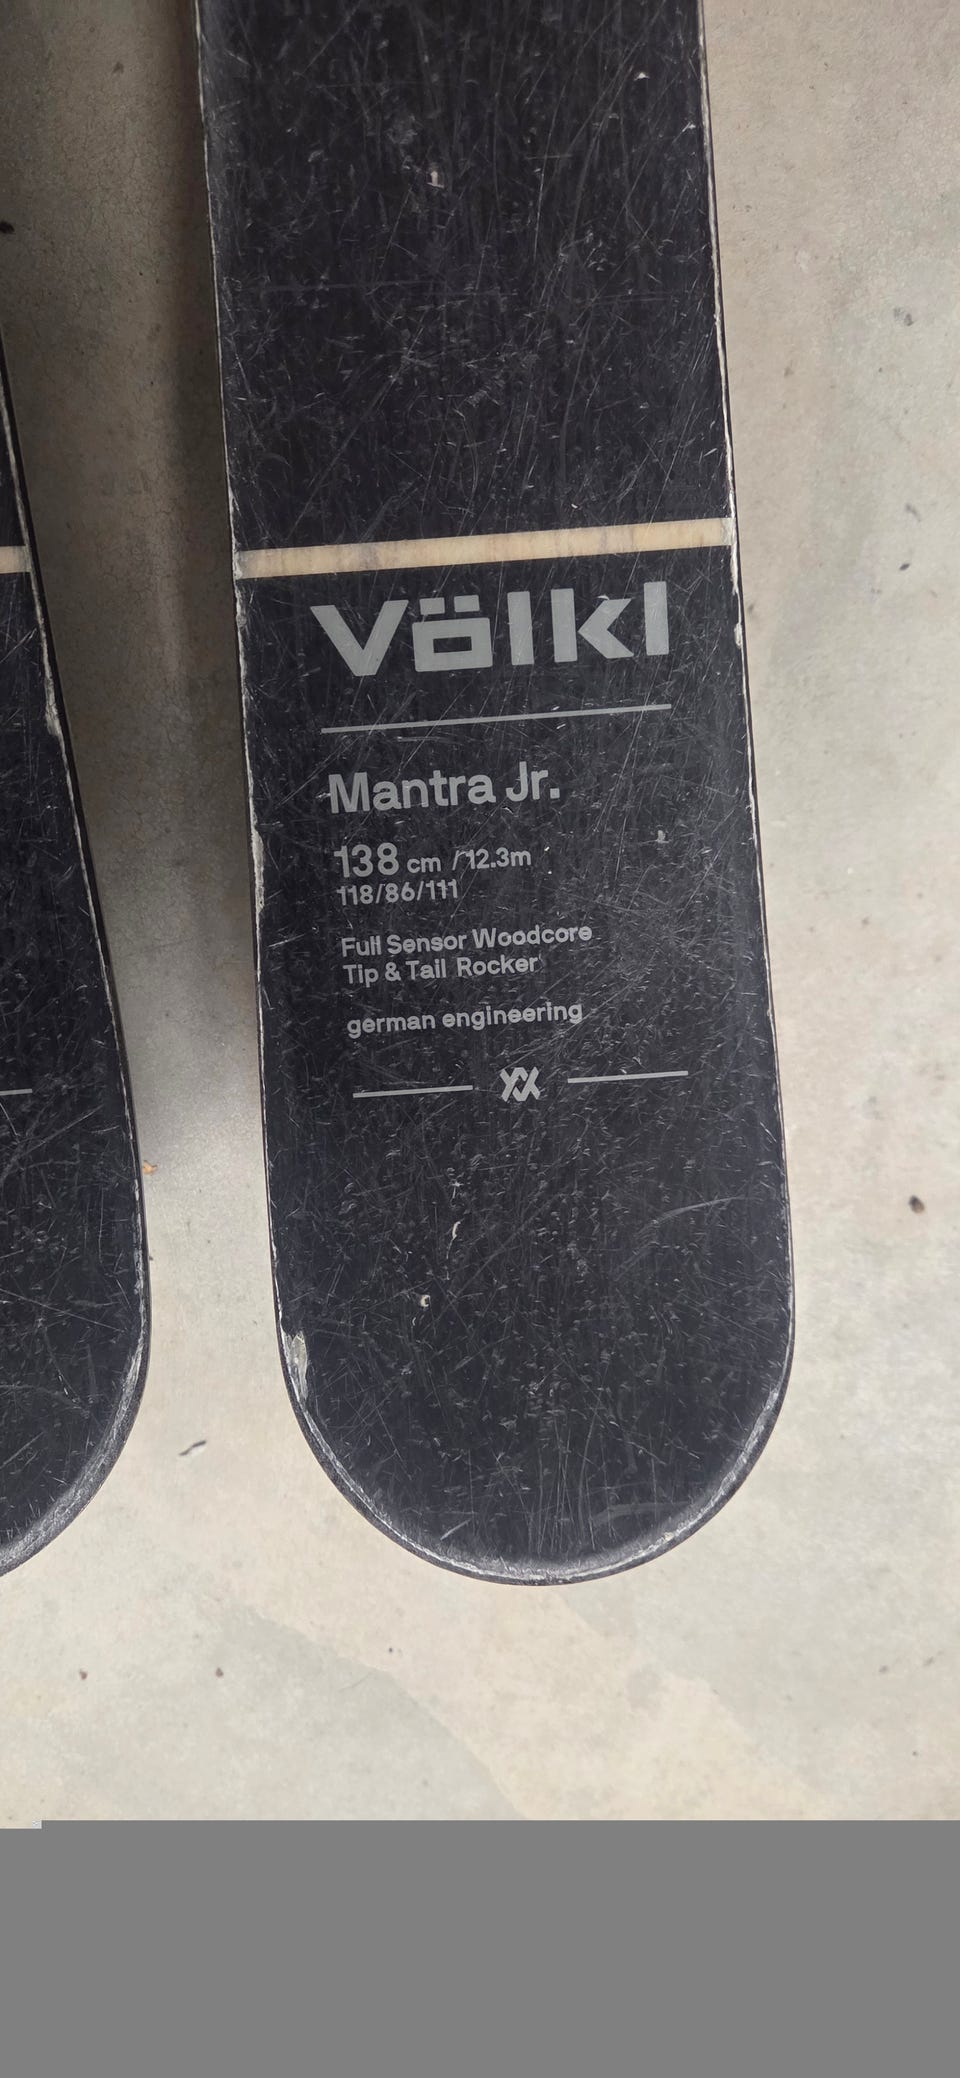 Völkl
Mantra Jr.
138 cm / 12.3m
118/86/111
Full Sensor Woodcore
Tip & Tail Rocker
german engineering